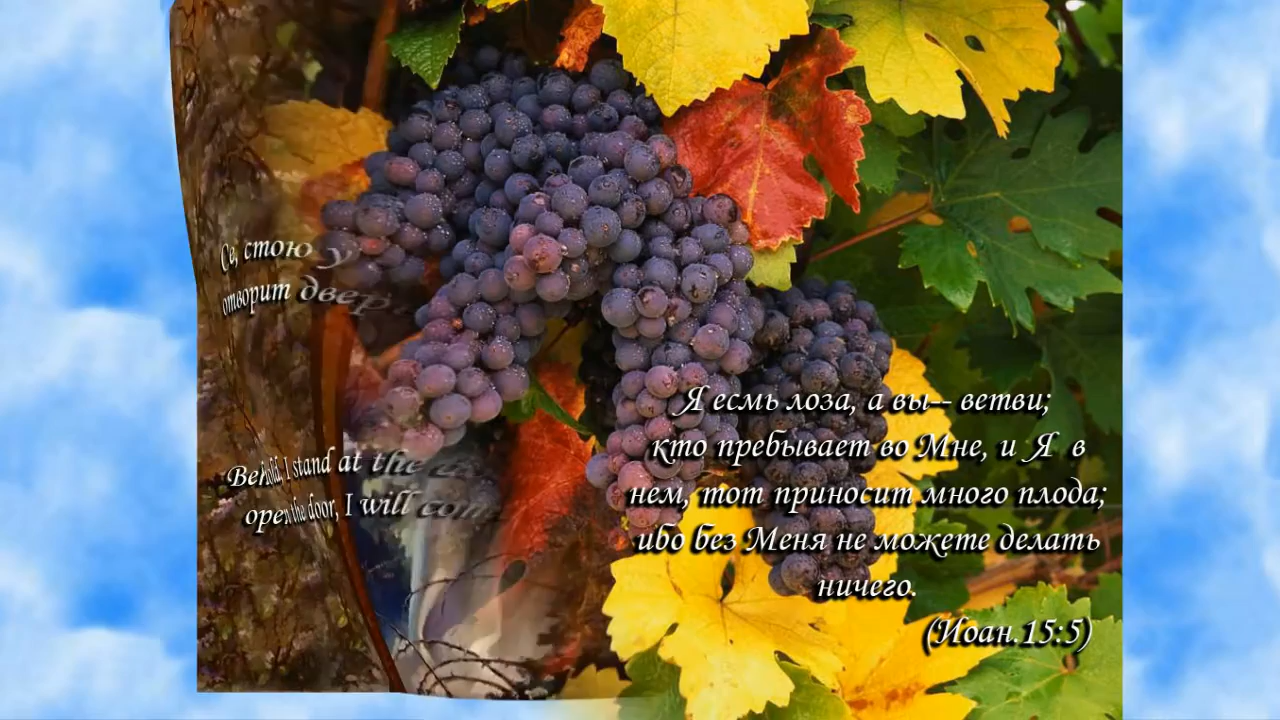 Се, стою у
отворит двер
Behold, I stand at the
open the door, I will com
Я есмь лоза, а вы-- ветви;
кто пребывает во Мне, и Я в
нем, тот приносит много плода;
ибо без Меня не можете делать
ничего.
(Иоан.15:5)